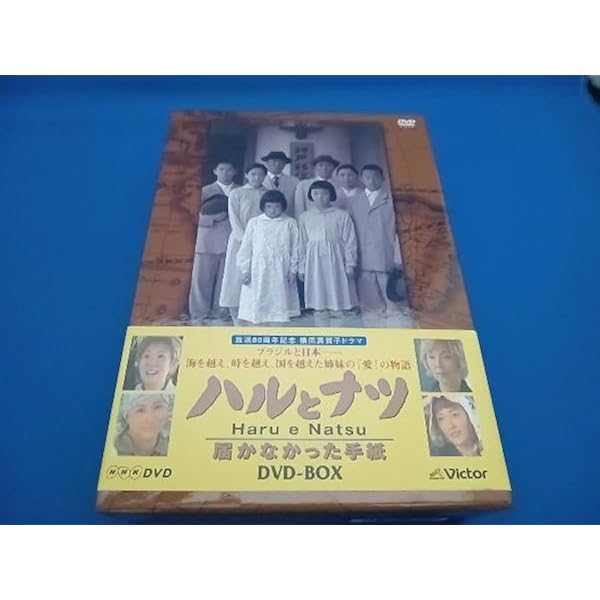 DVD
放送80周年記念 橋田壽賀子ドラマ
ブラジルと日本――
海を越え、時を越え、国を越えた姉妹の「愛」の物語
ハルとナツ
Haru e Natsu
届かなかった手紙
NHK DVD
DVD-BOX
Victor